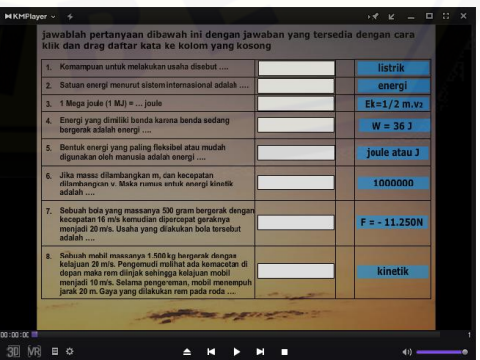 KMPlayer
jawablah pertanyaan dibawah ini dengan jawaban yang tersedia dengan cara
klik dan drag daftar kata ke kolom yang kosong
1. Kemampuan untuk melakukan usaha disebut ....
listrik
2. Satuan energi menurut sistem internasional adalah ....
energi
3. 1 Mega joule (1 MJ) = ... joule
Ek=1/2 m.v2
4. Energi yang dimiliki benda karena benda sedang
bergerak adalah energi ....
W = 36 J
5. Bentuk energi yang paling fleksibel atau mudah
digunakan oleh manusia adalah energi ....
joule atau J
6. Jika massa dilambangkan m, dan kecepatan
dilambangkan v. Maka rumus untuk energi kinetik
adalah ....
1000000
7. Sebuah bola yang massanya 500 gram bergerak dengan
kecepatan 16 m/s kemudian dipercepat geraknya
menjadi 20 m/s. Usaha yang dilakukan bola tersebut
adalah ....
F = - 11.250N
8. Sebuah mobil massanya 1.500 kg bergerak dengan
kelajuan 20 m/s. Pengemudi melihat ada kemacetan di
depan maka rem diinjak sehingga kelajuan mobil
menjadi 10 m/s. Selama pengereman, mobil menempuh
jarak 20 m. Gaya yang dilakukan rem pada roda ....
kinetik
00:00:00
1
3D VR